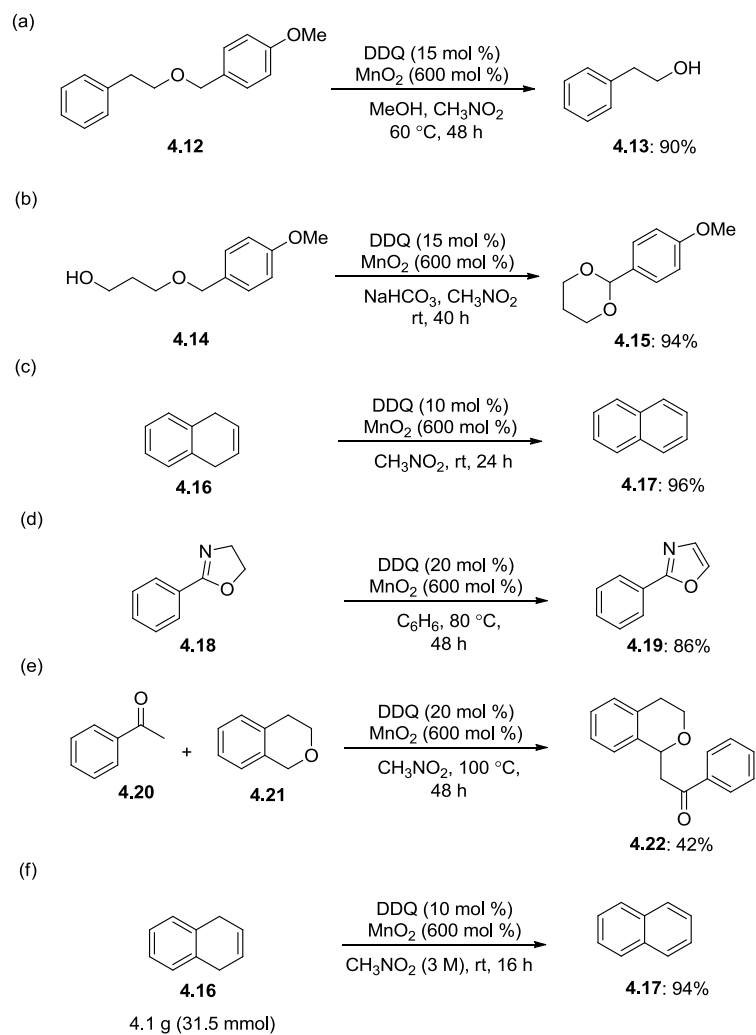 (a)
OMe
O
4.12
DDQ (15 mol %)
MnO₂ (600 mol %)
MeOH, CH₃NO₂
60 °C, 48 h
OH
4.13: 90%
(b)
OMe
HO
O
4.14
DDQ (15 mol %)
MnO₂ (600 mol %)
NaHCO₃, CH₃NO₂
rt, 40 h
OMe
O
O
4.15: 94%
(c)
4.16
DDQ (10 mol %)
MnO₂ (600 mol %)
CH₃NO₂, rt, 24 h
4.17: 96%
(d)
N
O
4.18
DDQ (20 mol %)
MnO₂ (600 mol %)
C₆H₆, 80 °C,
48 h
N
O
4.19: 86%
(e)
O
4.20
+
O
4.21
DDQ (20 mol %)
MnO₂ (600 mol %)
CH₃NO₂, 100 °C,
48 h
O
O
4.22: 42%
(f)
4.16
4.1 g (31.5 mmol)
DDQ (10 mol %)
MnO₂ (600 mol %)
CH₃NO₂ (3 M), rt, 16 h
4.17: 94%